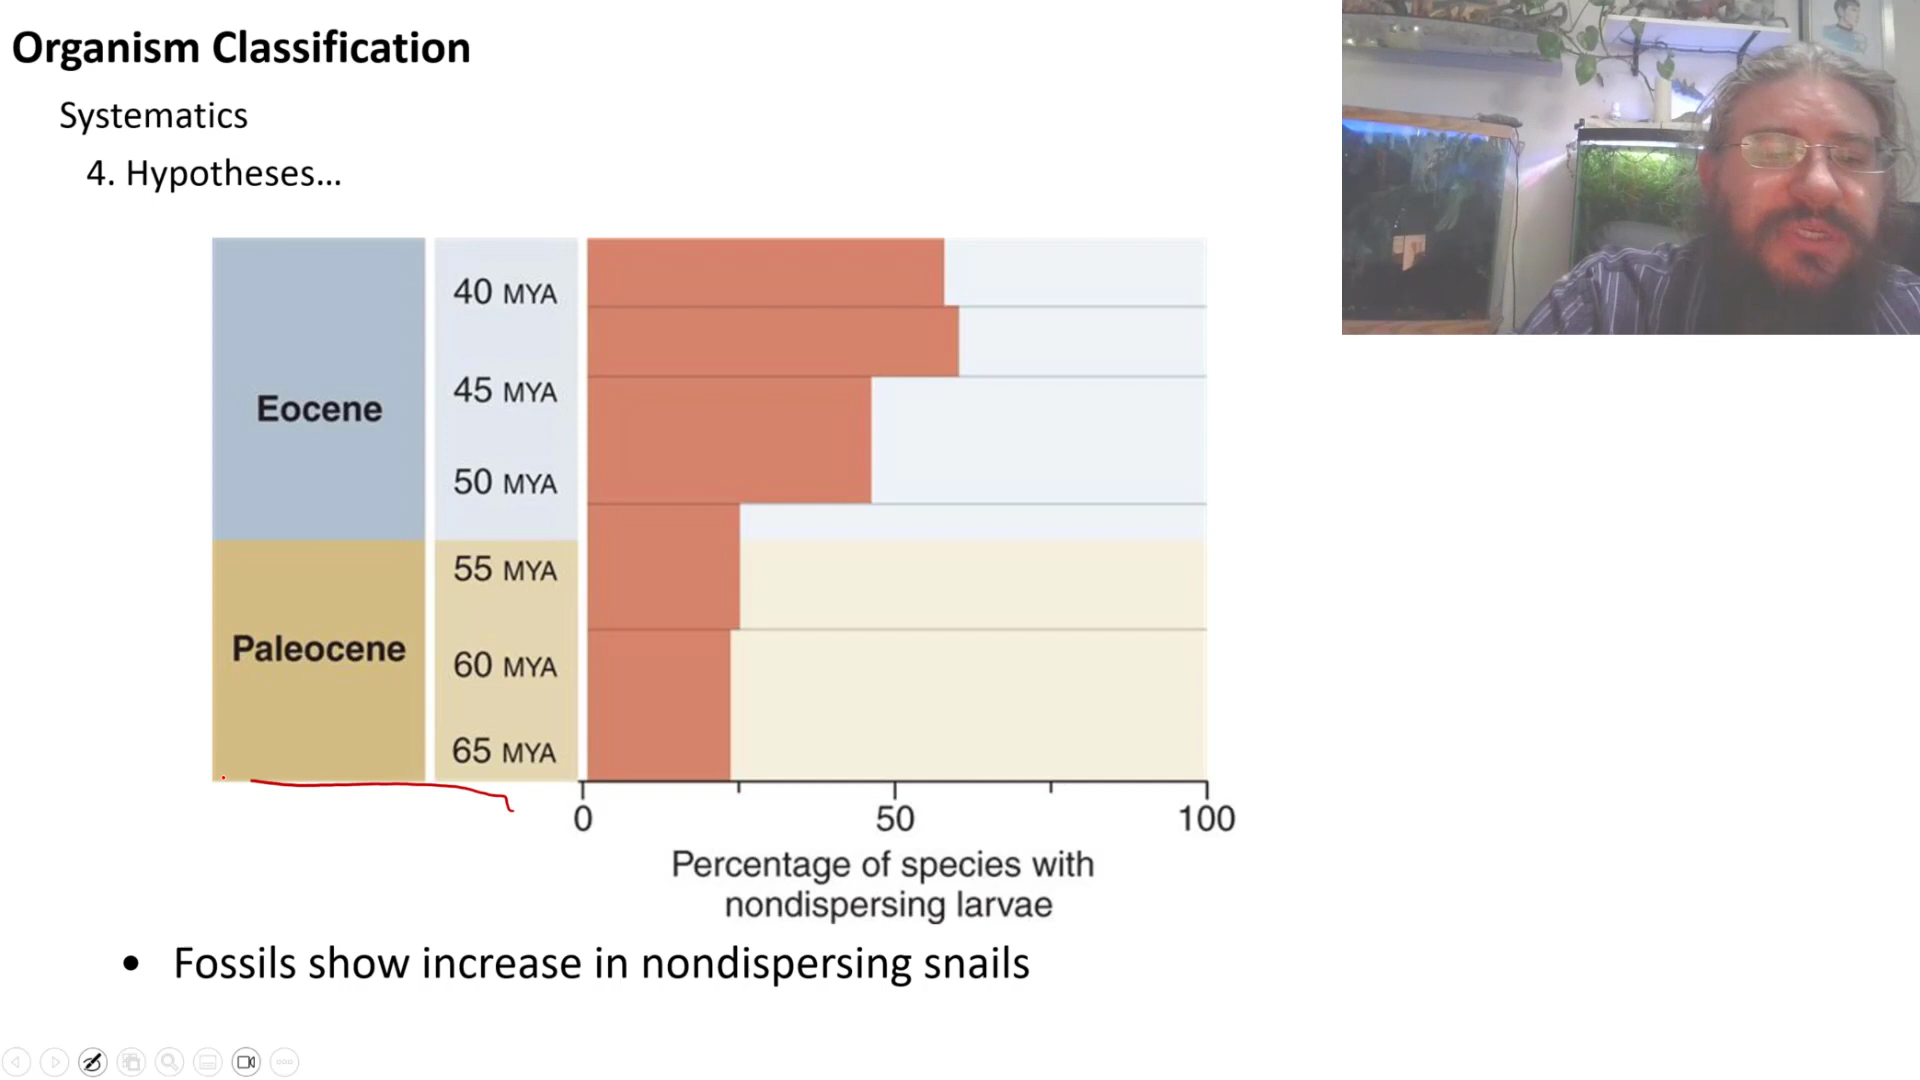 Organism Classification
Systematics
4. Hypotheses…
Eocene
Paleocene
40 MYA
45 MYA
50 MYA
55 MYA
60 MYA
65 MYA
0 50 100
Percentage of species with
nondispersing larvae
• Fossils show increase in nondispersing snails